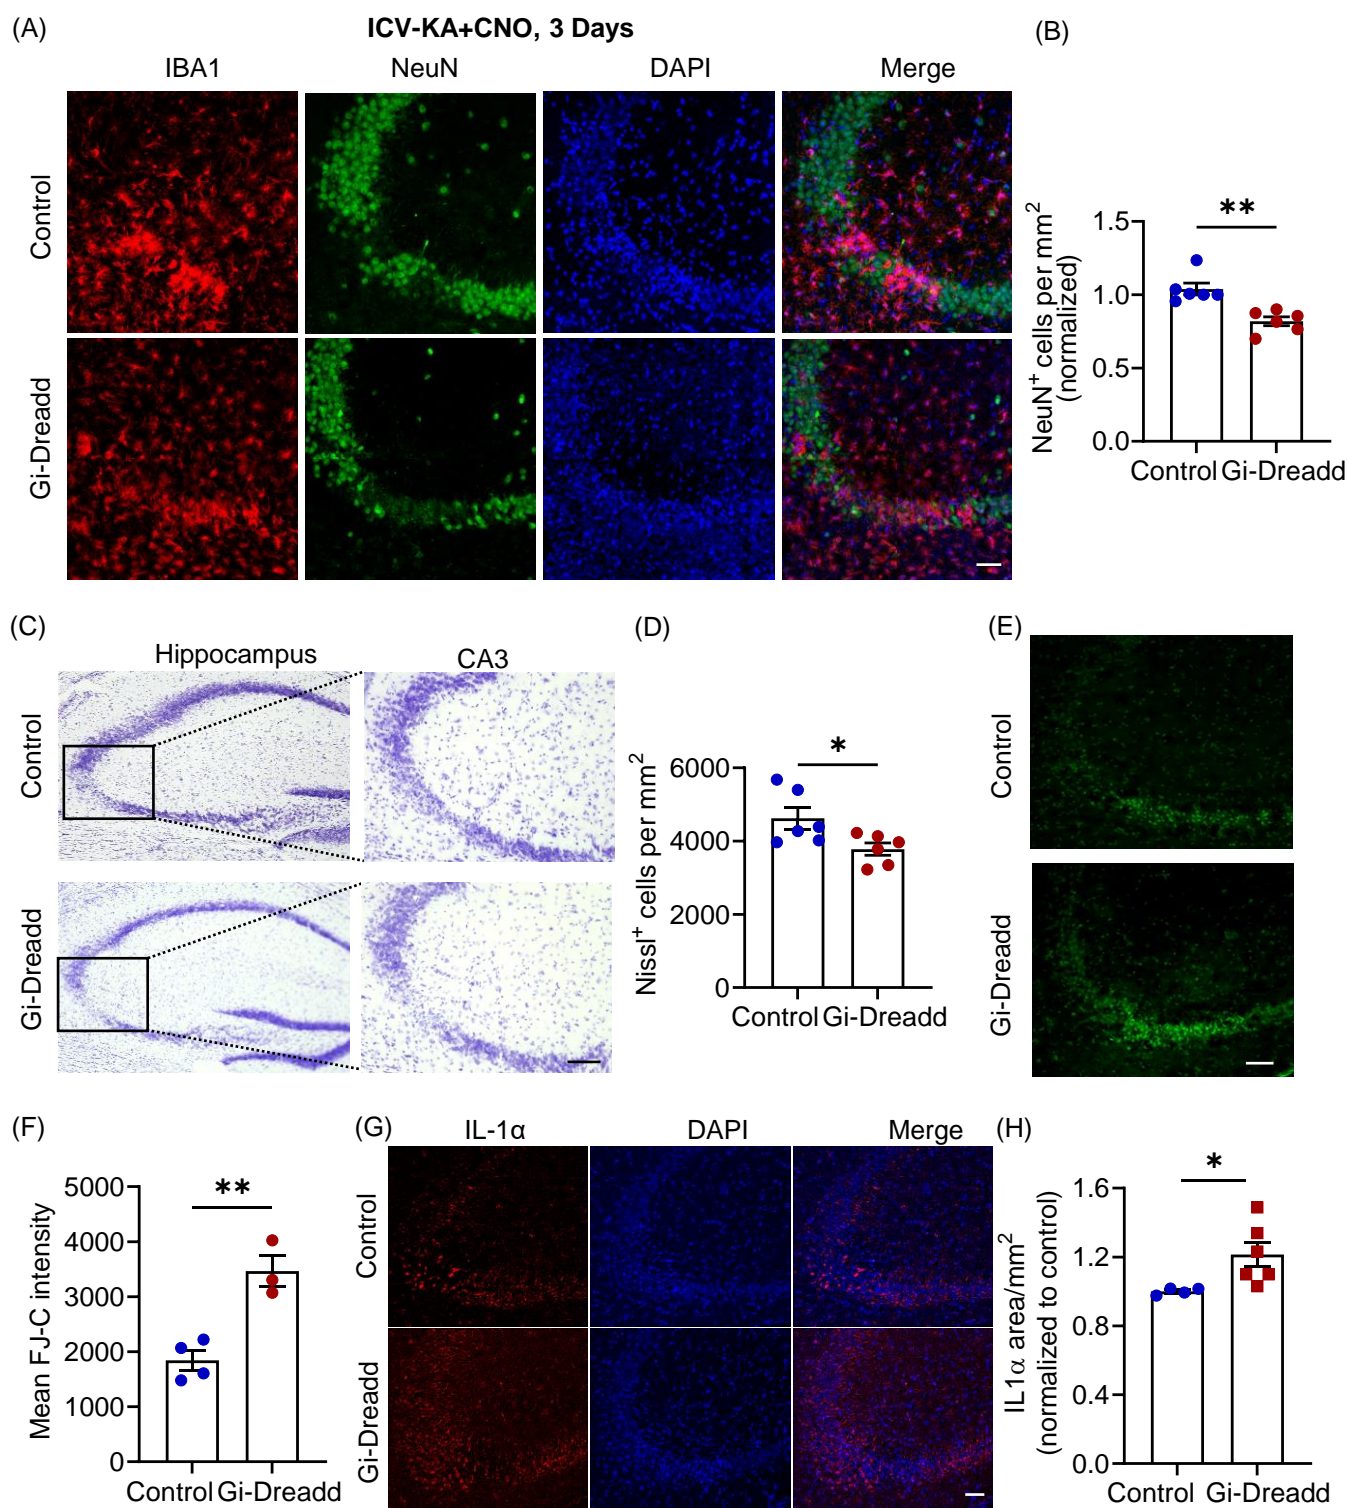 (A)
ICV-KA+CNO, 3 Days
IBA1 NeuN DAPI Merge
Control
Gi-Dreadd
(B)
NeuN⁺ cells per mm²
(normalized)
1.5
1.0
0.5
0.0
**
Control Gi-Dreadd
(C)
Hippocampus CA3
Control
Gi-Dreadd
(D)
Nissl⁺ cells per mm²
6000
4000
2000
0
*
Control Gi-Dreadd
(E)
Control
Gi-Dreadd
(F)
Mean FJ-C intensity
5000
4000
3000
2000
1000
0
**
Control Gi-Dreadd
(G)
IL-1α DAPI Merge
Control
Gi-Dreadd
(H)
IL1α area/mm²
(normalized to control)
1.6
1.2
0.8
0.4
0.0
*
Control Gi-Dreadd